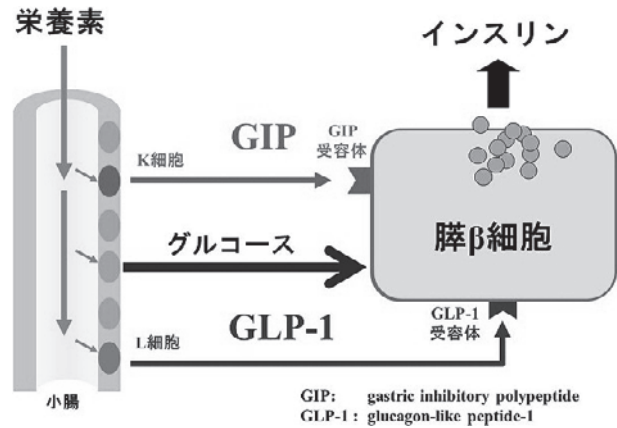 栄養素
インスリン
GIP
GIP
受容体
K細胞
膵β細胞
グルコース
GLP-1
GLP-1
受容体
L細胞
小腸
GIP: gastric inhibitory polypeptide
GLP-1 : glucagon-like peptide-1